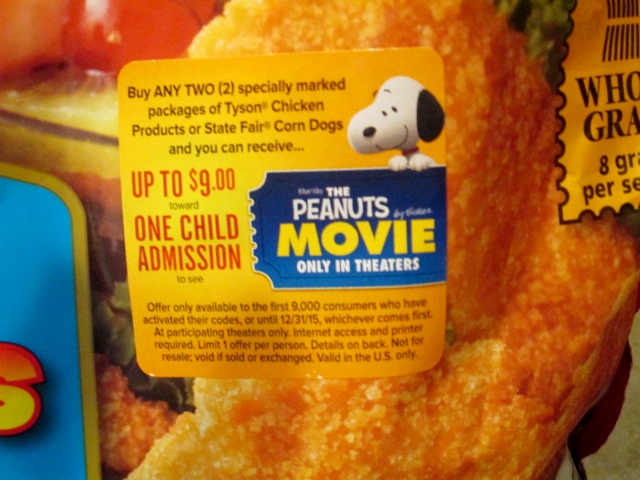 Buy ANY TWO (2) specially marked
packages of Tyson® Chicken
Products or State Fair® Corn Dogs
and you can receive...
UP TO $9.00
toward
ONE CHILD
ADMISSION
to see
THE
PEANUTS
MOVIE
ONLY IN THEATERS
Offer only available to the first 9,000 consumers who have
activated their codes, or until 12/31/15, whichever comes first.
At participating theaters only. Internet access and printer
required. Limit 1 offer per person. Details on back. Not for
resale; void if sold or exchanged. Valid in the U.S. only.
WHO
GRA
8 gra
per se
S